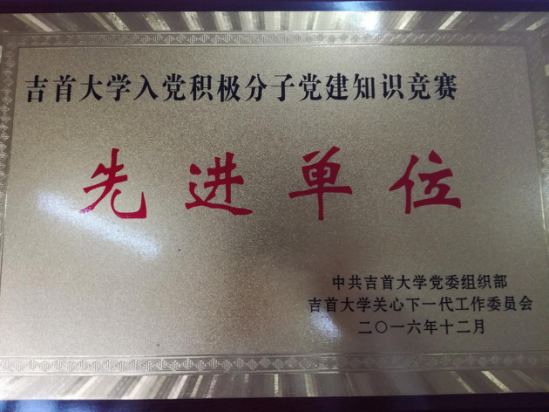 吉首大学入党积极分子党建知识竞赛
先进单位
中共吉首大学党委组织部
吉首大学关心下一代工作委员会
二〇一六年十二月